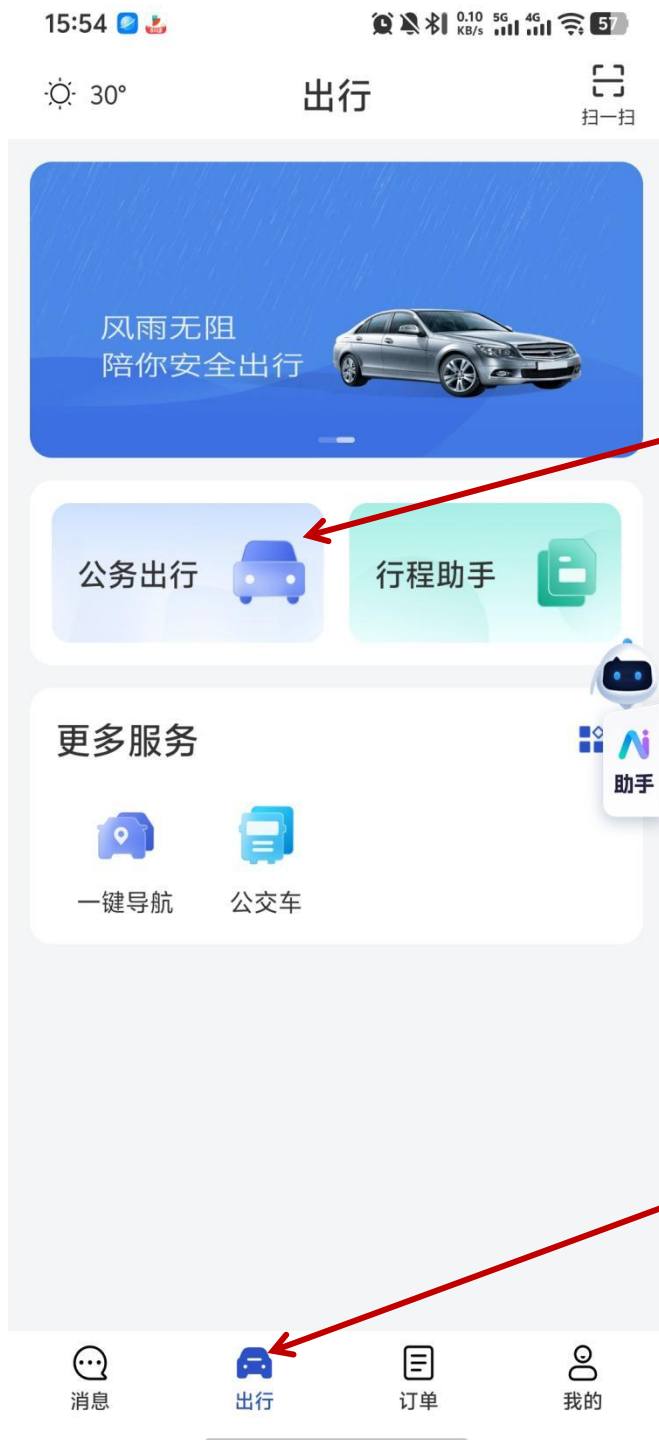 15:54
0.10 KB/s 5G 4G 57
30°
出行
扫一扫
风雨无阻
陪你安全出行
公务出行
行程助手
更多服务
Ai
助手
一键导航
公交车
消息
出行
订单
我的